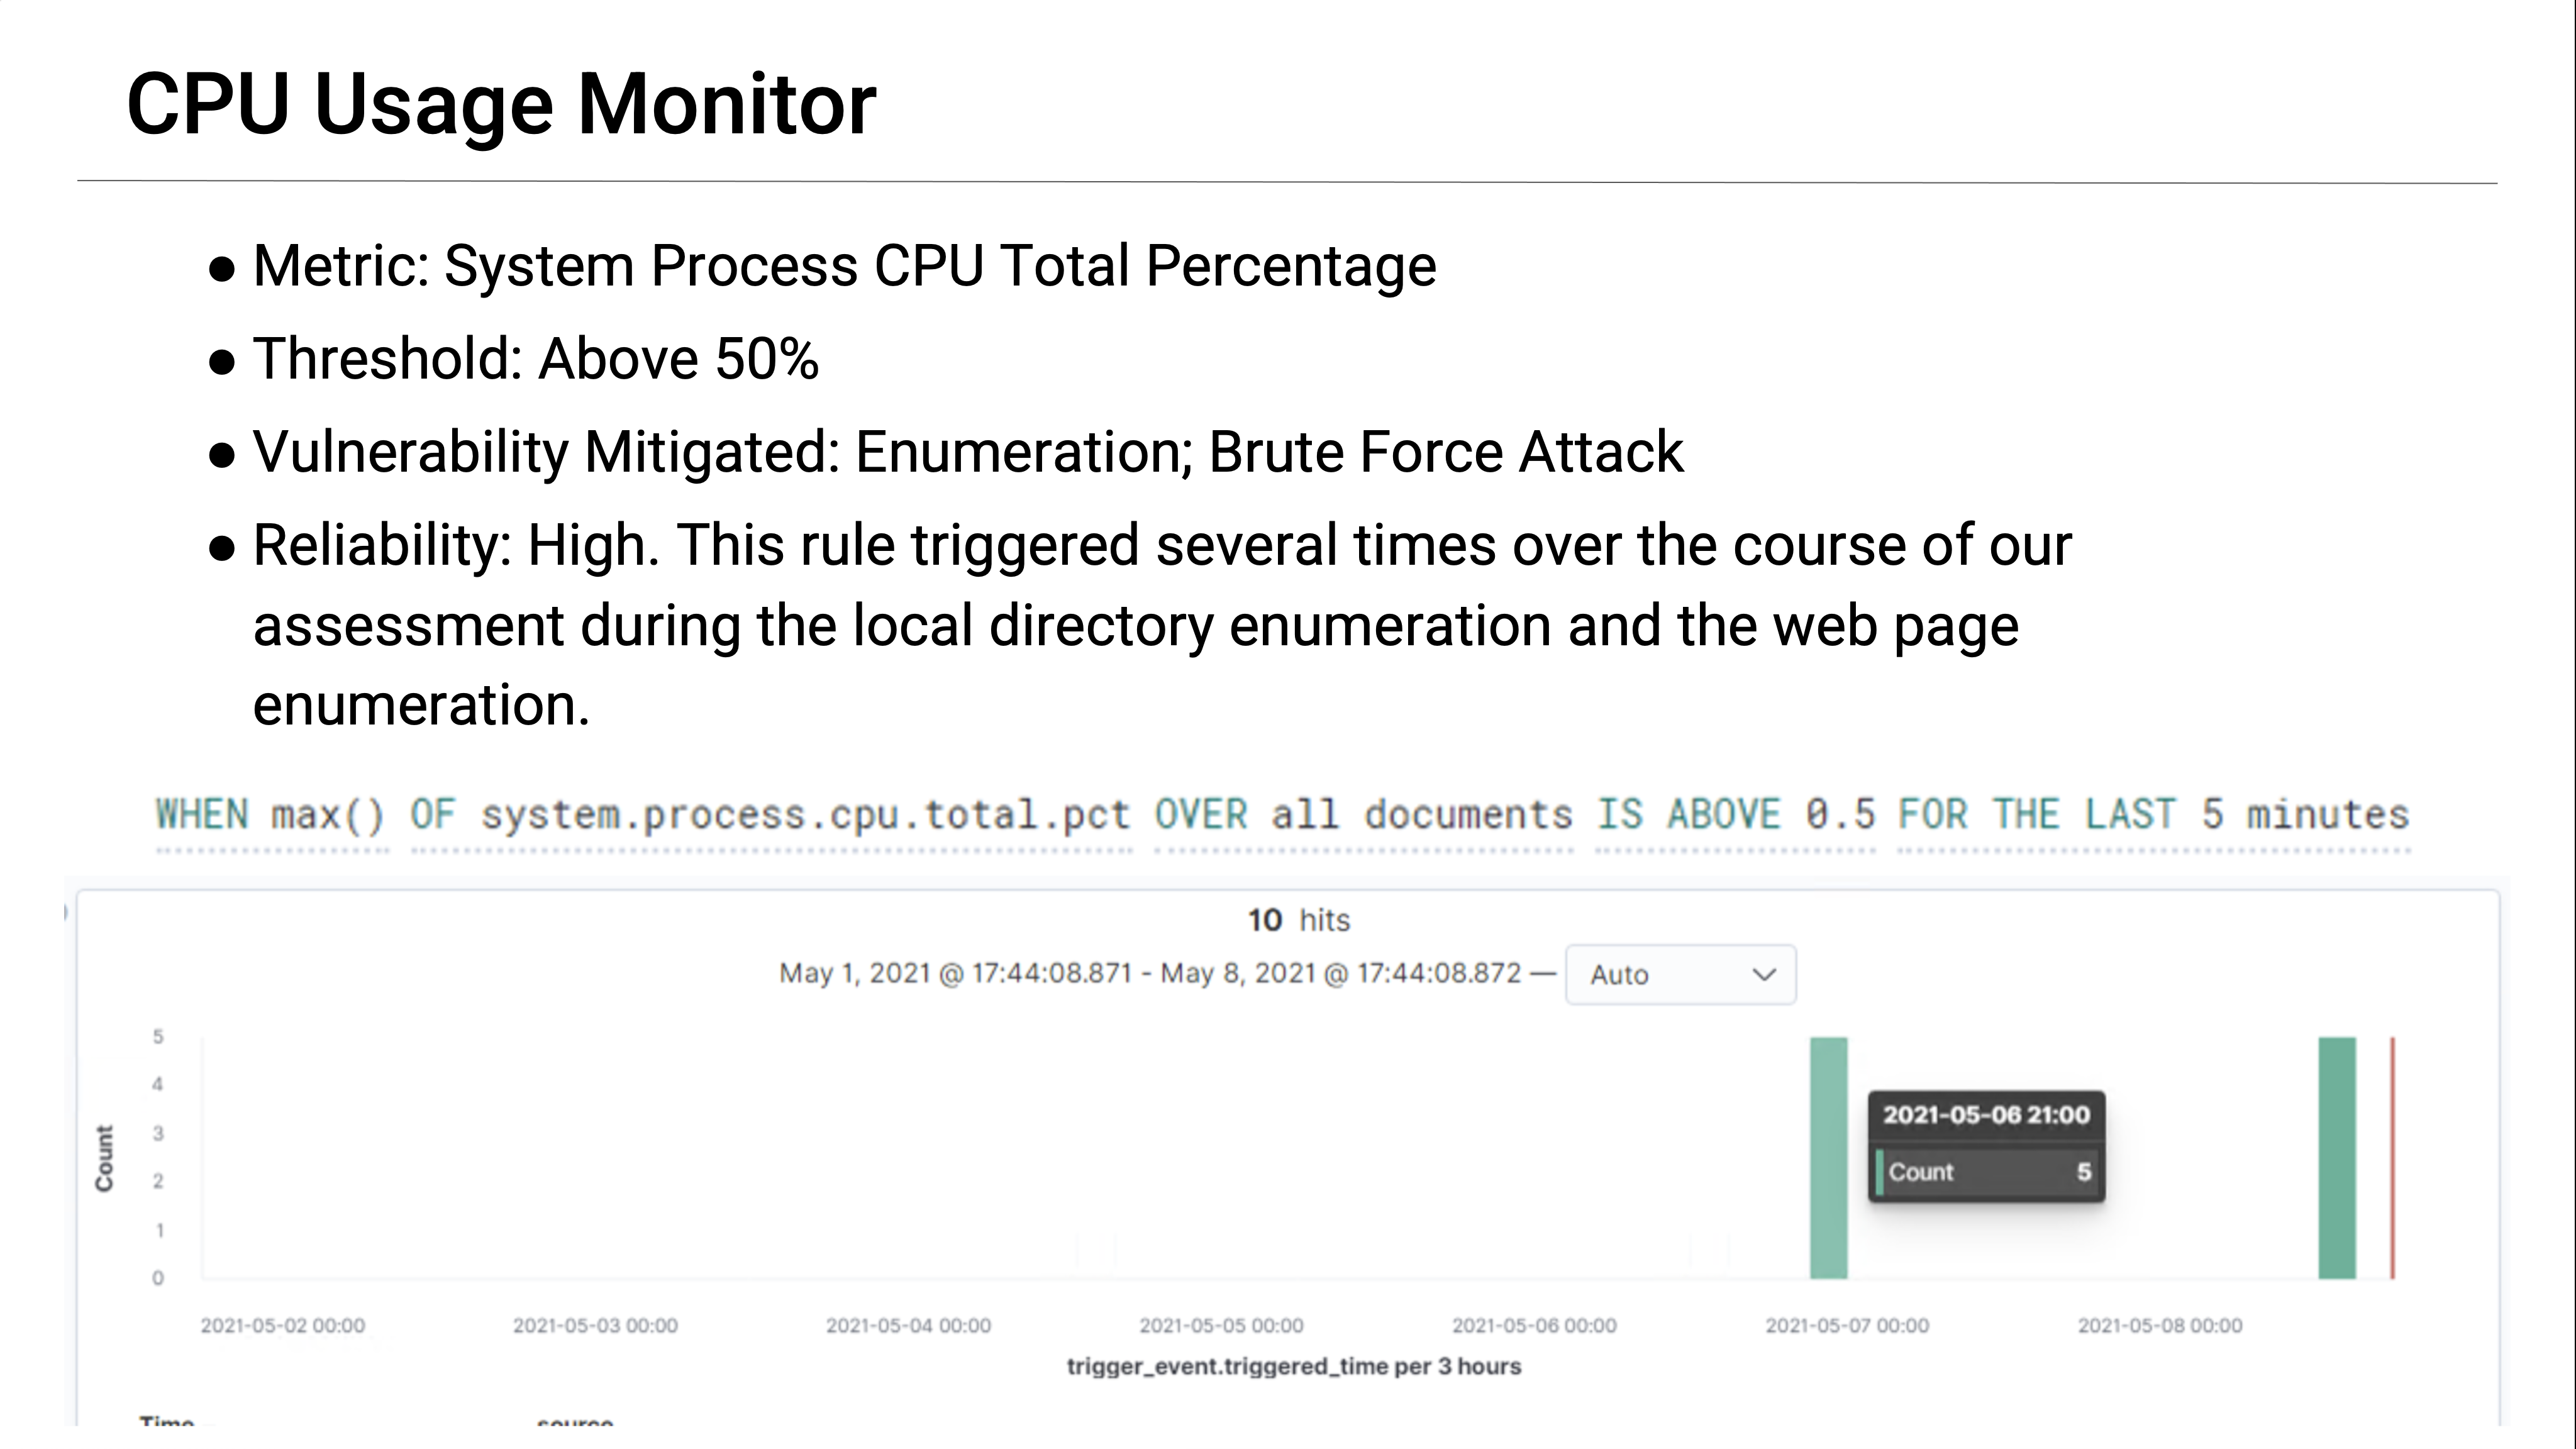 CPU Usage Monitor
● Metric: System Process CPU Total Percentage
● Threshold: Above 50%
● Vulnerability Mitigated: Enumeration; Brute Force Attack
● Reliability: High. This rule triggered several times over the course of our
assessment during the local directory enumeration and the web page
enumeration.
WHEN max() OF system.process.cpu.total.pct OVER all documents IS ABOVE 0.5 FOR THE LAST 5 minutes
10 hits
May 1, 2021 @ 17:44:08.871 - May 8, 2021 @ 17:44:08.872 — Auto
Count
5
4
3
2
1
0
2021-05-06 21:00
Count 5
2021-05-02 00:00 2021-05-03 00:00 2021-05-04 00:00 2021-05-05 00:00 2021-05-06 00:00 2021-05-07 00:00 2021-05-08 00:00
trigger_event.triggered_time per 3 hours
Time source